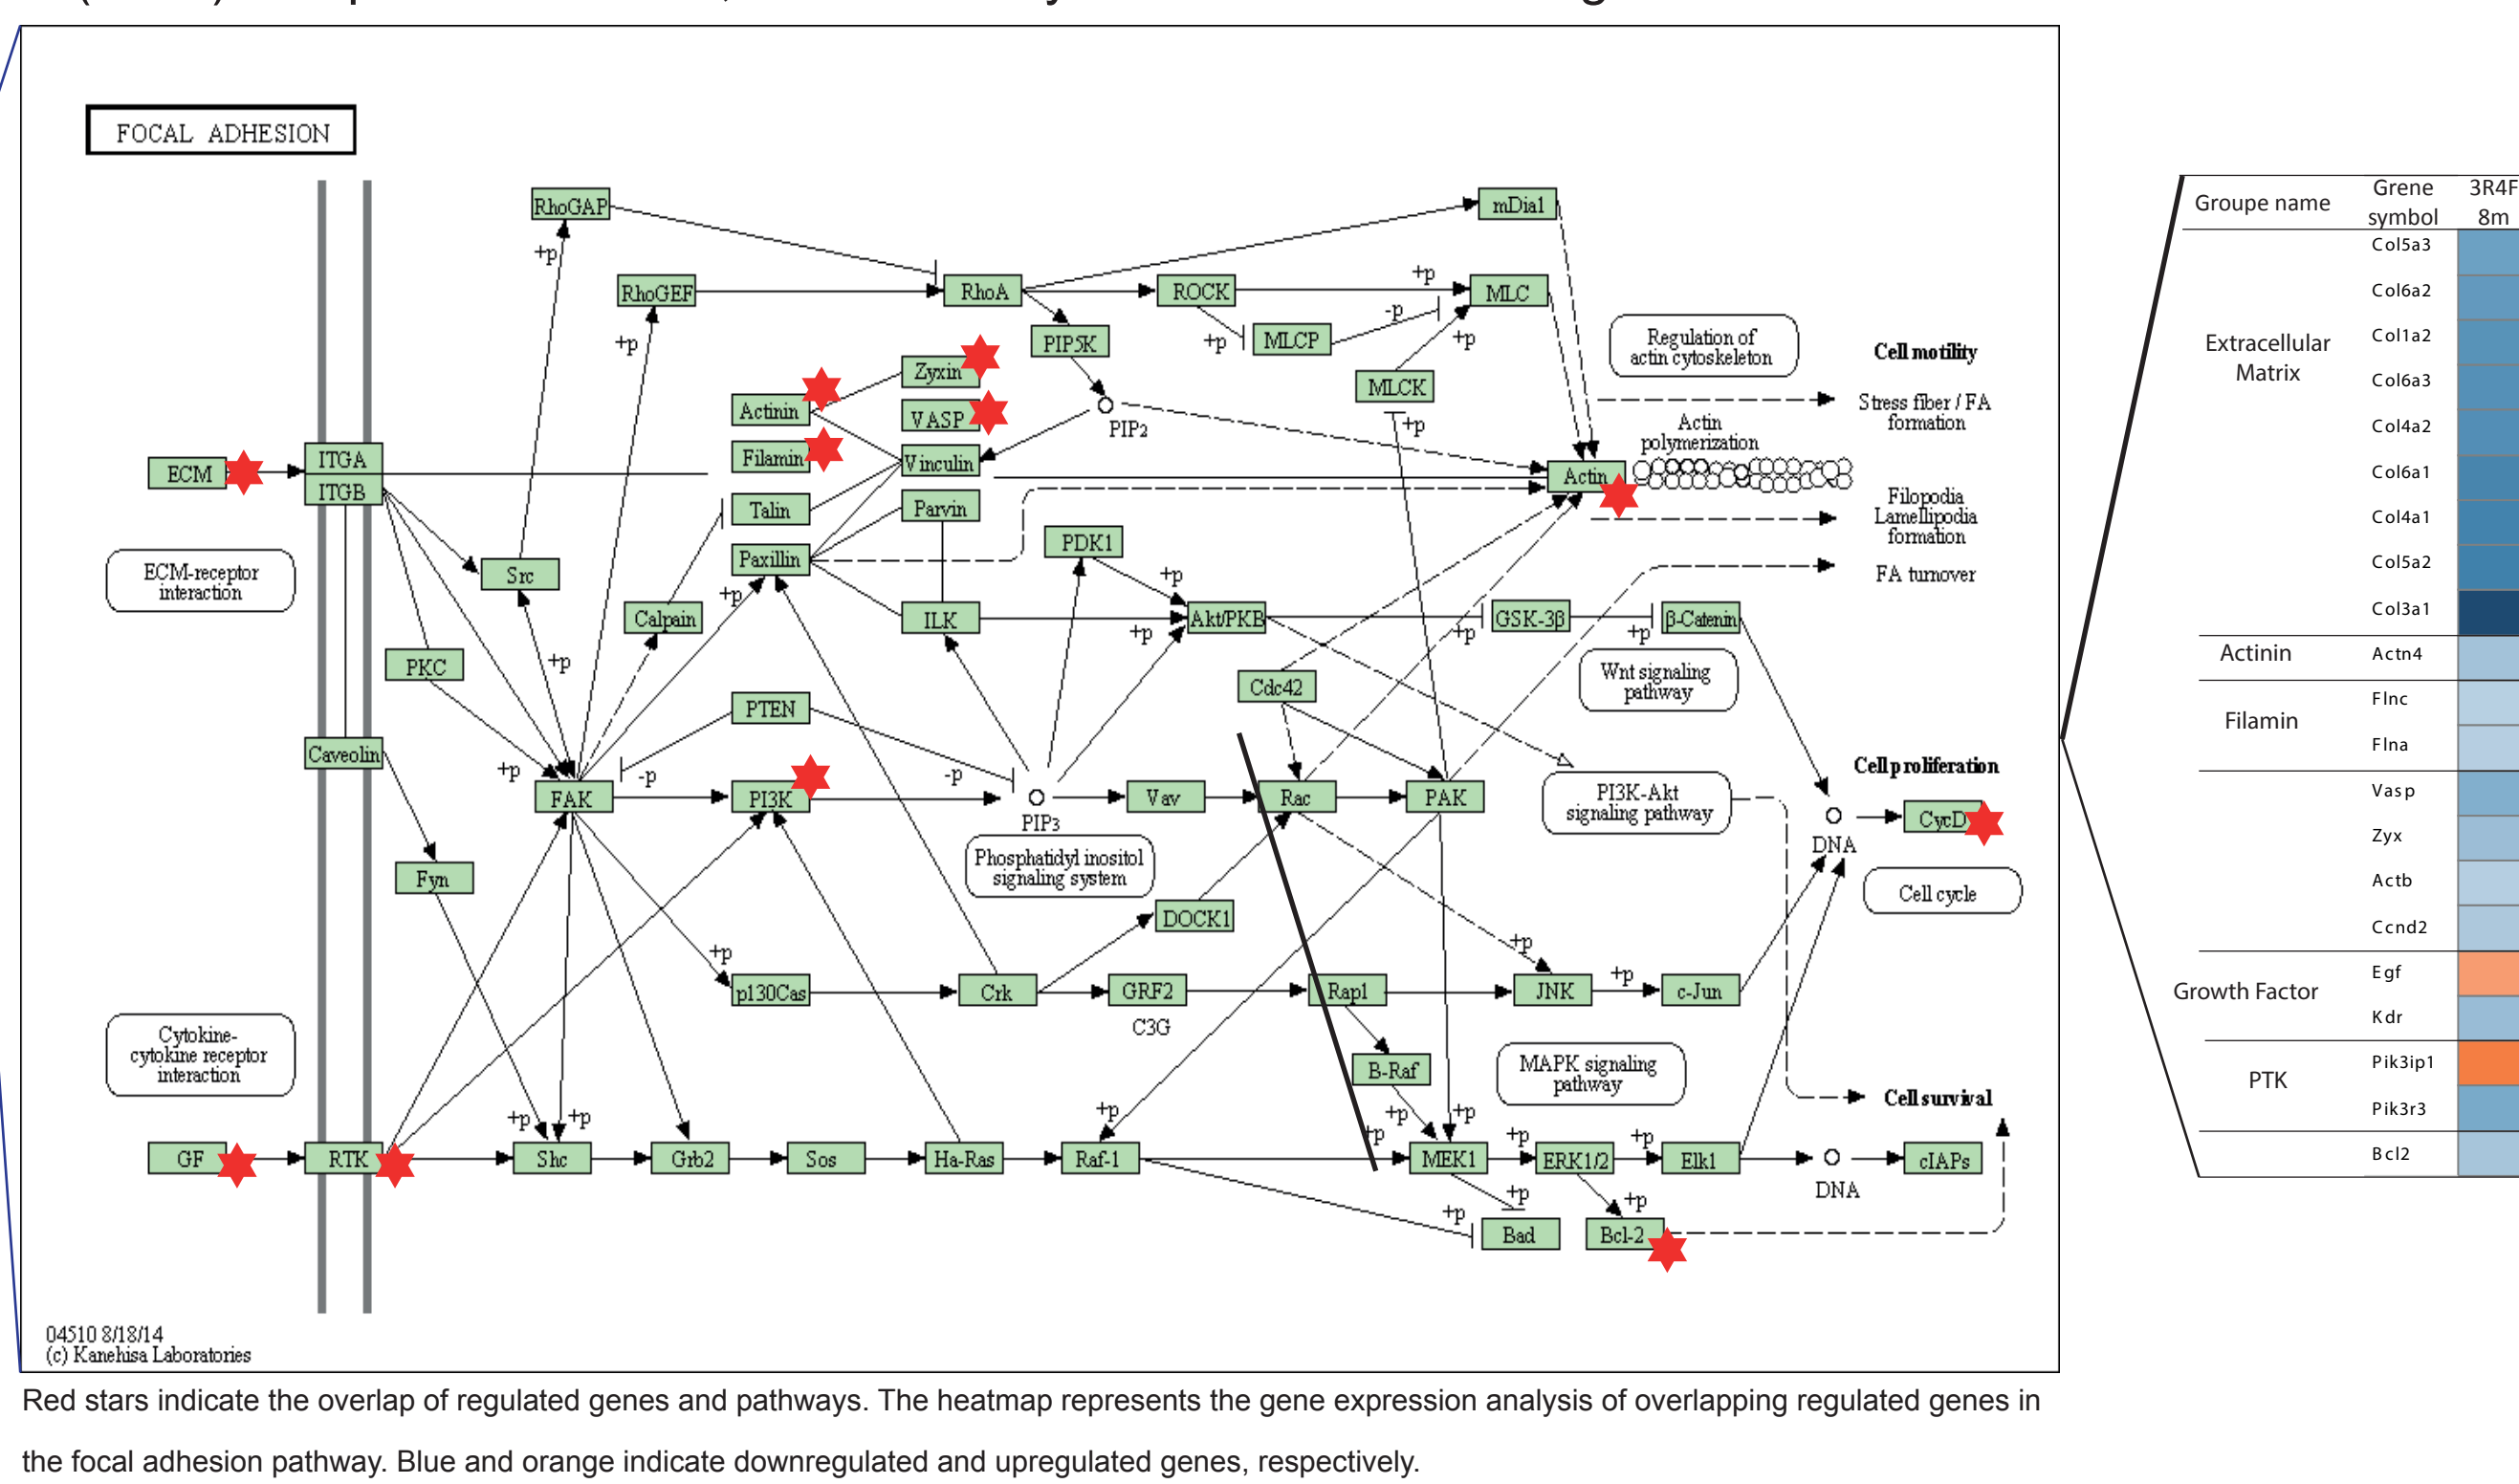 FOCAL ADHESION
RhoGAP
mDia1
+p
RhoGEF
RhoA
ROCK
+p
MLC
+p
PIP5K
+p
MLCP
-p
+p
Regulation of
actin cytoskeleton
Cell motility
Zyxin
MLCK
Actinin
VASP
PIP2
+p
Stress fiber / FA
formation
Actin
polymerization
Filamin
Vinculin
ECM
ITGA
ITGB
Actin
Talin
Parvin
Filopodia
Lamellipodia
formation
PDK1
Paxillin
ECM-receptor
interaction
Src
FA turnover
+p
+p
Calpain
ILK
+p
Akt/PKB
GSK-3β
+p
+p
β-Catenin
PKC
+p
Cdc42
Wnt signaling
pathway
PTEN
Caveolin
+p
-p
-p
Cell proliferation
FAK
PI3K
PIP3
Vav
Rac
PAK
PI3K-Akt
signaling pathway
CycD
DNA
Phosphatidyl inositol
signaling system
Fyn
Cell cycle
DOCK1
+p
+p
p130Cas
Crk
GRF2
C3G
Rap1
JNK
+p
c-Jun
Cytokine-
cytokine receptor
interaction
B-Raf
MAPK signaling
pathway
Cell survival
+p
+p
+p
+p
+p
+p
+p
+p
GF
RTK
Shc
Grb2
Sos
Ha-Ras
Raf-1
MEK1
ERK1/2
Elk1
DNA
cIAPs
+p
+p
+p
Bad
Bcl-2
04510 8/18/14
(c) Kanehisa Laboratories
Groupe name
Grene
symbol
3R4F
8m
Extracellular
Matrix
Col5a3
Col6a2
Col1a2
Col6a3
Col4a2
Col6a1
Col4a1
Col5a2
Col3a1
Actinin
Actn4
Filamin
Flnc
Flna
Vasp
Zyx
Actb
Ccnd2
Growth Factor
Egf
Kdr
PTK
Pik3ip1
Pik3r3
Bcl2
Red stars indicate the overlap of regulated genes and pathways. The heatmap represents the gene expression analysis of overlapping regulated genes in
the focal adhesion pathway. Blue and orange indicate downregulated and upregulated genes, respectively.